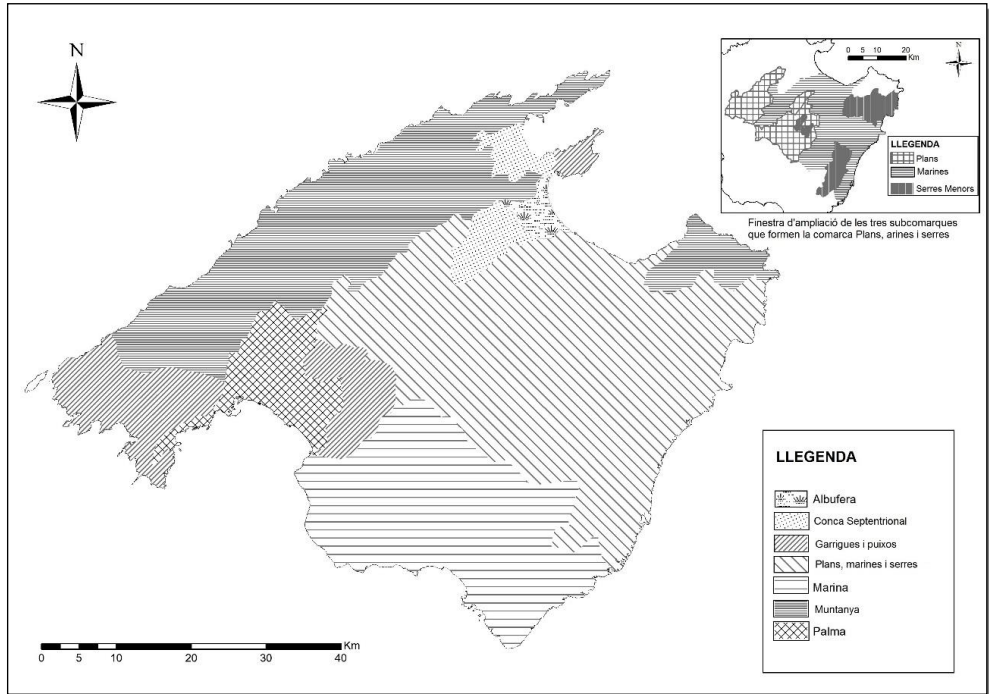 N
0 5 10 20
Km
N
LLEGENDA
Plans
Marines
Serres Menors
Finestra d'ampliació de les tres subcomarques
que formen la comarca Plans, arines i serres
LLEGENDA
Albufera
Conca Septentrional
Garrigues i puixos
Plans, marines i serres
Marina
Muntanya
Palma
Km
0 5 10 20 30 40